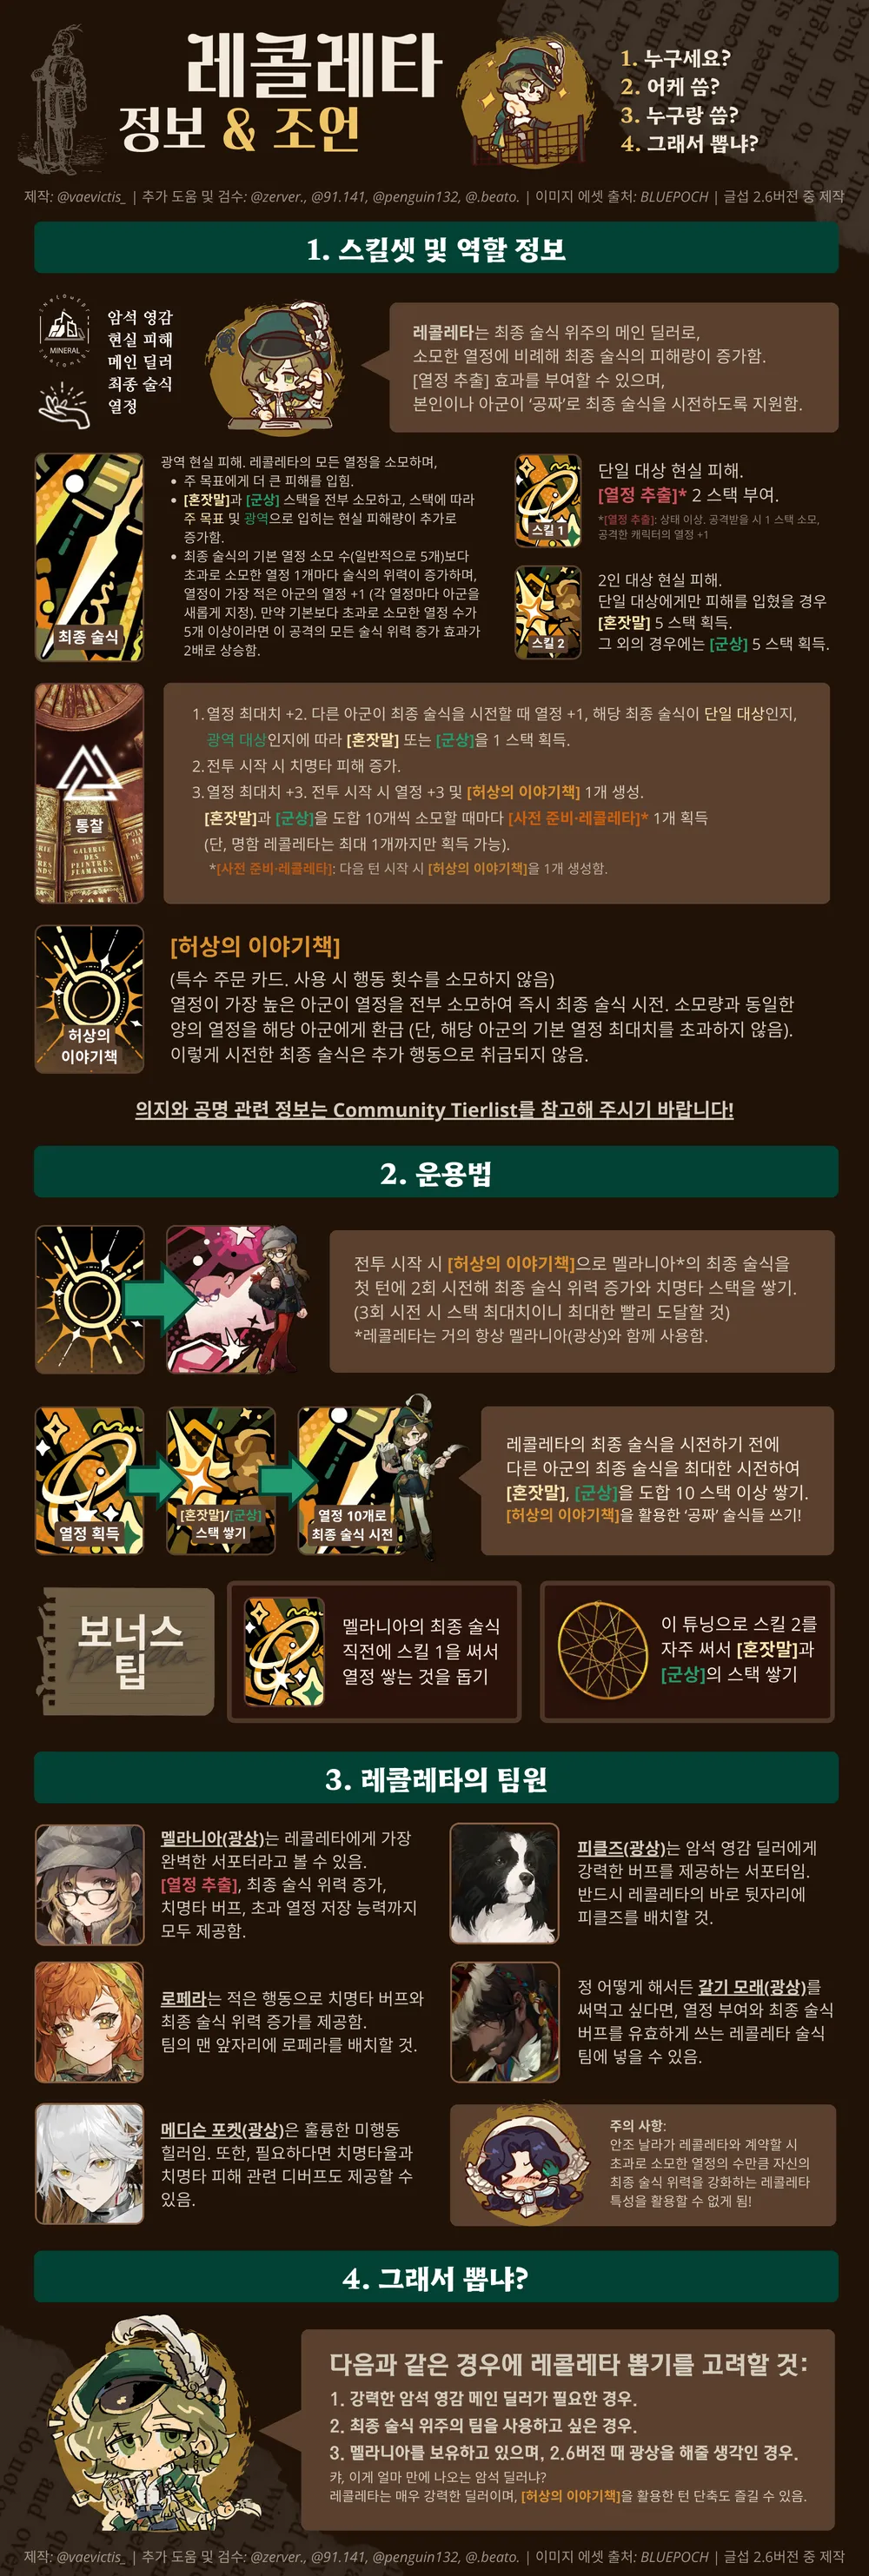 레콜레타
정보 & 조언
1. 누구세요?
2. 어케 씀?
3. 누구랑 씀?
4. 그래서 뽑냐?
제작: @vaevictis_ | 추가 도움 및 검수: @zerver., @91.141, @penguin132, @.beato. | 이미지 에셋 출처: BLUEPOCH | 글섭 2.6버전 중 제작
1. 스킬셋 및 역할 정보
MINERAL
암석 영감
현실 피해
메인 딜러
최종 술식
열정
레콜레타는 최종 술식 위주의 메인 딜러로,
소모한 열정에 비례해 최종 술식의 피해량이 증가함.
[열정 추출] 효과를 부여할 수 있으며,
본인이나 아군이 ‘공짜’로 최종 술식을 시전하도록 지원함.
최종 술식
광역 현실 피해. 레콜레타의 모든 열정을 소모하며,
• 주 목표에게 더 큰 피해를 입힘.
• [혼잣말]과 [군상] 스택을 전부 소모하고, 스택에 따라
주 목표 및 광역으로 입히는 현실 피해량이 추가로
증가함.
• 최종 술식의 기본 열정 소모 수(일반적으로 5개)보다
초과로 소모한 열정 1개마다 술식의 위력이 증가하며,
열정이 가장 적은 아군의 열정 +1 (각 열정마다 아군을
새롭게 지정). 만약 기본보다 초과로 소모한 열정 수가
5개 이상이라면 이 공격의 모든 술식 위력 증가 효과가
2배로 상승함.
스킬 1
단일 대상 현실 피해.
[열정 추출]* 2 스택 부여.
*[열정 추출]: 상태 이상. 공격받을 시 1 스택 소모,
공격한 캐릭터의 열정 +1
스킬 2
2인 대상 현실 피해.
단일 대상에게만 피해를 입혔을 경우
[혼잣말] 5 스택 획득.
그 외의 경우에는 [군상] 5 스택 획득.
통찰
1. 열정 최대치 +2. 다른 아군이 최종 술식을 시전할 때 열정 +1, 해당 최종 술식이 단일 대상인지,
광역 대상인지에 따라 [혼잣말] 또는 [군상]을 1 스택 획득.
2. 전투 시작 시 치명타 피해 증가.
3. 열정 최대치 +3. 전투 시작 시 열정 +3 및 [허상의 이야기책] 1개 생성.
[혼잣말]과 [군상]을 도합 10개씩 소모할 때마다 [사전 준비·레콜레타]* 1개 획득
(단, 명함 레콜레타는 최대 1개까지만 획득 가능).
*[사전 준비·레콜레타]: 다음 턴 시작 시 [허상의 이야기책]을 1개 생성함.
허상의
이야기책
[허상의 이야기책]
(특수 주문 카드. 사용 시 행동 횟수를 소모하지 않음)
열정이 가장 높은 아군이 열정을 전부 소모하여 즉시 최종 술식 시전. 소모량과 동일한
양의 열정을 해당 아군에게 환급 (단, 해당 아군의 기본 열정 최대치를 초과하지 않음).
이렇게 시전한 최종 술식은 추가 행동으로 취급되지 않음.
의지와 공명 관련 정보는 Community Tierlist를 참고해 주시기 바랍니다!
2. 운용법
전투 시작 시 [허상의 이야기책]으로 멜라니아*의 최종 술식을
첫 턴에 2회 시전해 최종 술식 위력 증가와 치명타 스택을 쌓기.
(3회 시전 시 스택 최대치이니 최대한 빨리 도달할 것)
*레콜레타는 거의 항상 멜라니아(광상)와 함께 사용함.
열정 획득
[혼잣말]/[군상]
스택 쌓기
열정 10개로
최종 술식 시전
레콜레타의 최종 술식을 시전하기 전에
다른 아군의 최종 술식을 최대한 시전하여
[혼잣말], [군상]을 도합 10 스택 이상 쌓기.
[허상의 이야기책]을 활용한 ‘공짜’ 술식들 쓰기!
보너스
팁
멜라니아의 최종 술식
직전에 스킬 1을 써서
열정 쌓는 것을 돕기
이 튜닝으로 스킬 2를
자주 써서 [혼잣말]과
[군상]의 스택 쌓기
3. 레콜레타의 팀원
멜라니아(광상)는 레콜레타에게 가장
완벽한 서포터라고 볼 수 있음.
[열정 추출], 최종 술식 위력 증가,
치명타 버프, 초과 열정 저장 능력까지
모두 제공함.
피클즈(광상)는 암석 영감 딜러에게
강력한 버프를 제공하는 서포터임.
반드시 레콜레타의 바로 뒷자리에
피클즈를 배치할 것.
로페라는 적은 행동으로 치명타 버프와
최종 술식 위력 증가를 제공함.
팀의 맨 앞자리에 로페라를 배치할 것.
정 어떻게 해서든 갈기 모래(광상)를
써먹고 싶다면, 열정 부여와 최종 술식
버프를 유효하게 쓰는 레콜레타 술식
팀에 넣을 수 있음.
메디슨 포켓(광상)은 훌륭한 미행동
힐러임. 또한, 필요하다면 치명타율과
치명타 피해 관련 디버프도 제공할 수
있음.
주의 사항:
안조 날라가 레콜레타와 계약할 시
초과로 소모한 열정의 수만큼 자신의
최종 술식 위력을 강화하는 레콜레타
특성을 활용할 수 없게 됨!
4. 그래서 뽑냐?
다음과 같은 경우에 레콜레타 뽑기를 고려할 것:
1. 강력한 암석 영감 메인 딜러가 필요한 경우.
2. 최종 술식 위주의 팀을 사용하고 싶은 경우.
3. 멜라니아를 보유하고 있으며, 2.6버전 때 광상을 해줄 생각인 경우.
캬, 이게 얼마 만에 나오는 암석 딜러냐?
레콜레타는 매우 강력한 딜러이며, [허상의 이야기책]을 활용한 턴 단축도 즐길 수 있음.
제작: @vaevictis_ | 추가 도움 및 검수: @zerver., @91.141, @penguin132, @.beato. | 이미지 에셋 출처: BLUEPOCH | 글섭 2.6버전 중 제작